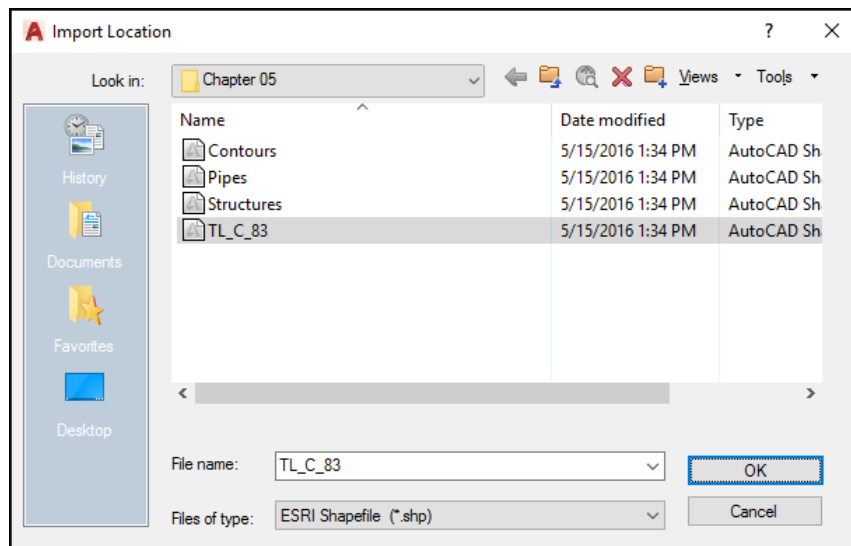 Import Location ?
Look in: Chapter 05 Views Tools
Name Date modified Type
Contours 5/15/2016 1:34 PM AutoCAD Sh
Pipes 5/15/2016 1:34 PM AutoCAD Sh
Structures 5/15/2016 1:34 PM AutoCAD Sh
TL_C_83 5/15/2016 1:34 PM AutoCAD Sh
History
Documents
Favorites
Desktop
File name: TL_C_83 OK
Files of type: ESRI Shapefile (*.shp) Cancel